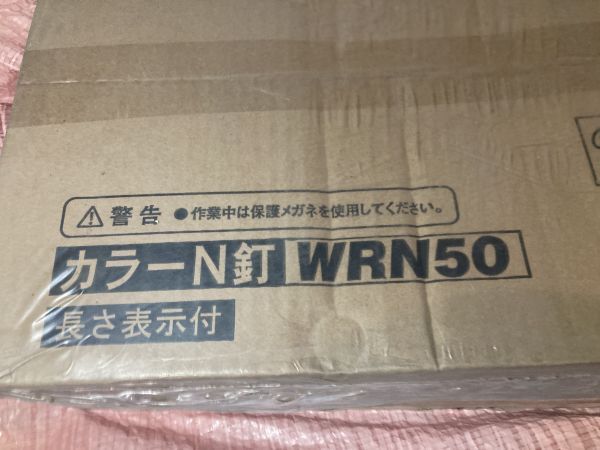 警告 ●作業中は保護メガネを使用してください。
カラーN釘 WRN50
長さ表示付